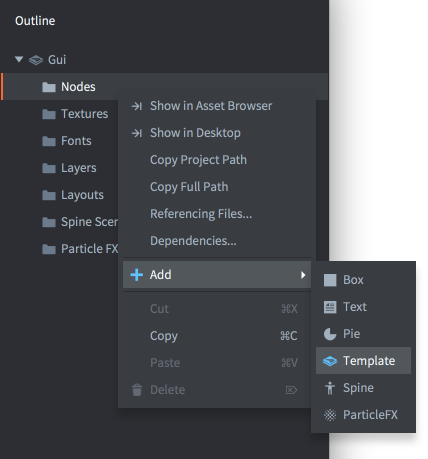 Outline
Gui
Nodes
Textures
Fonts
Layers
Layouts
Spine Scen
Particle FX
Show in Asset Browser
Show in Desktop
Copy Project Path
Copy Full Path
Referencing Files...
Dependencies...
Add
Cut ⌘X
Copy ⌘C
Paste ⌘V
Delete ⌦
Box
Text
Pie
Template
Spine
ParticleFX